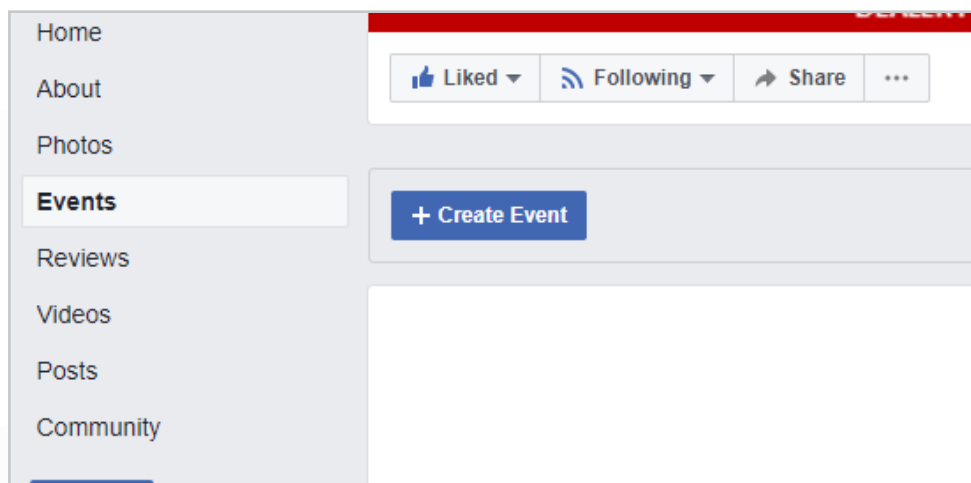 Home
About
Photos
Events
Reviews
Videos
Posts
Community
Liked
Following
Share
+ Create Event